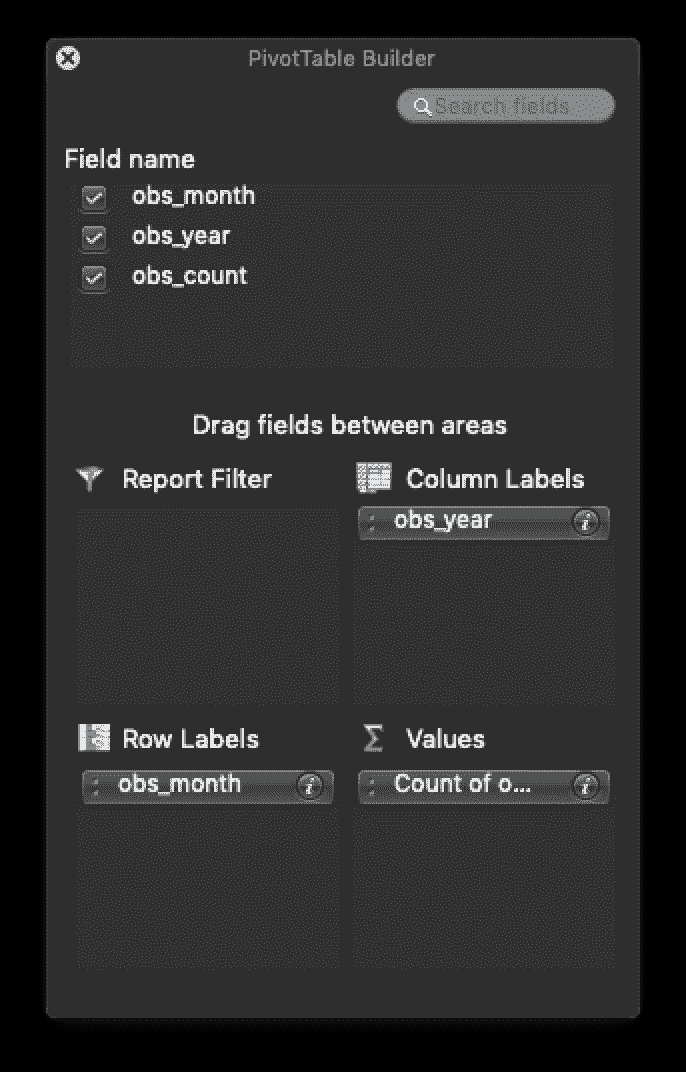 PivotTable Builder
Search fields
Field name
obs_month
obs_year
obs_count
Drag fields between areas
Report Filter
Column Labels
obs_year
Row Labels
Values
obs_month
Count of o...